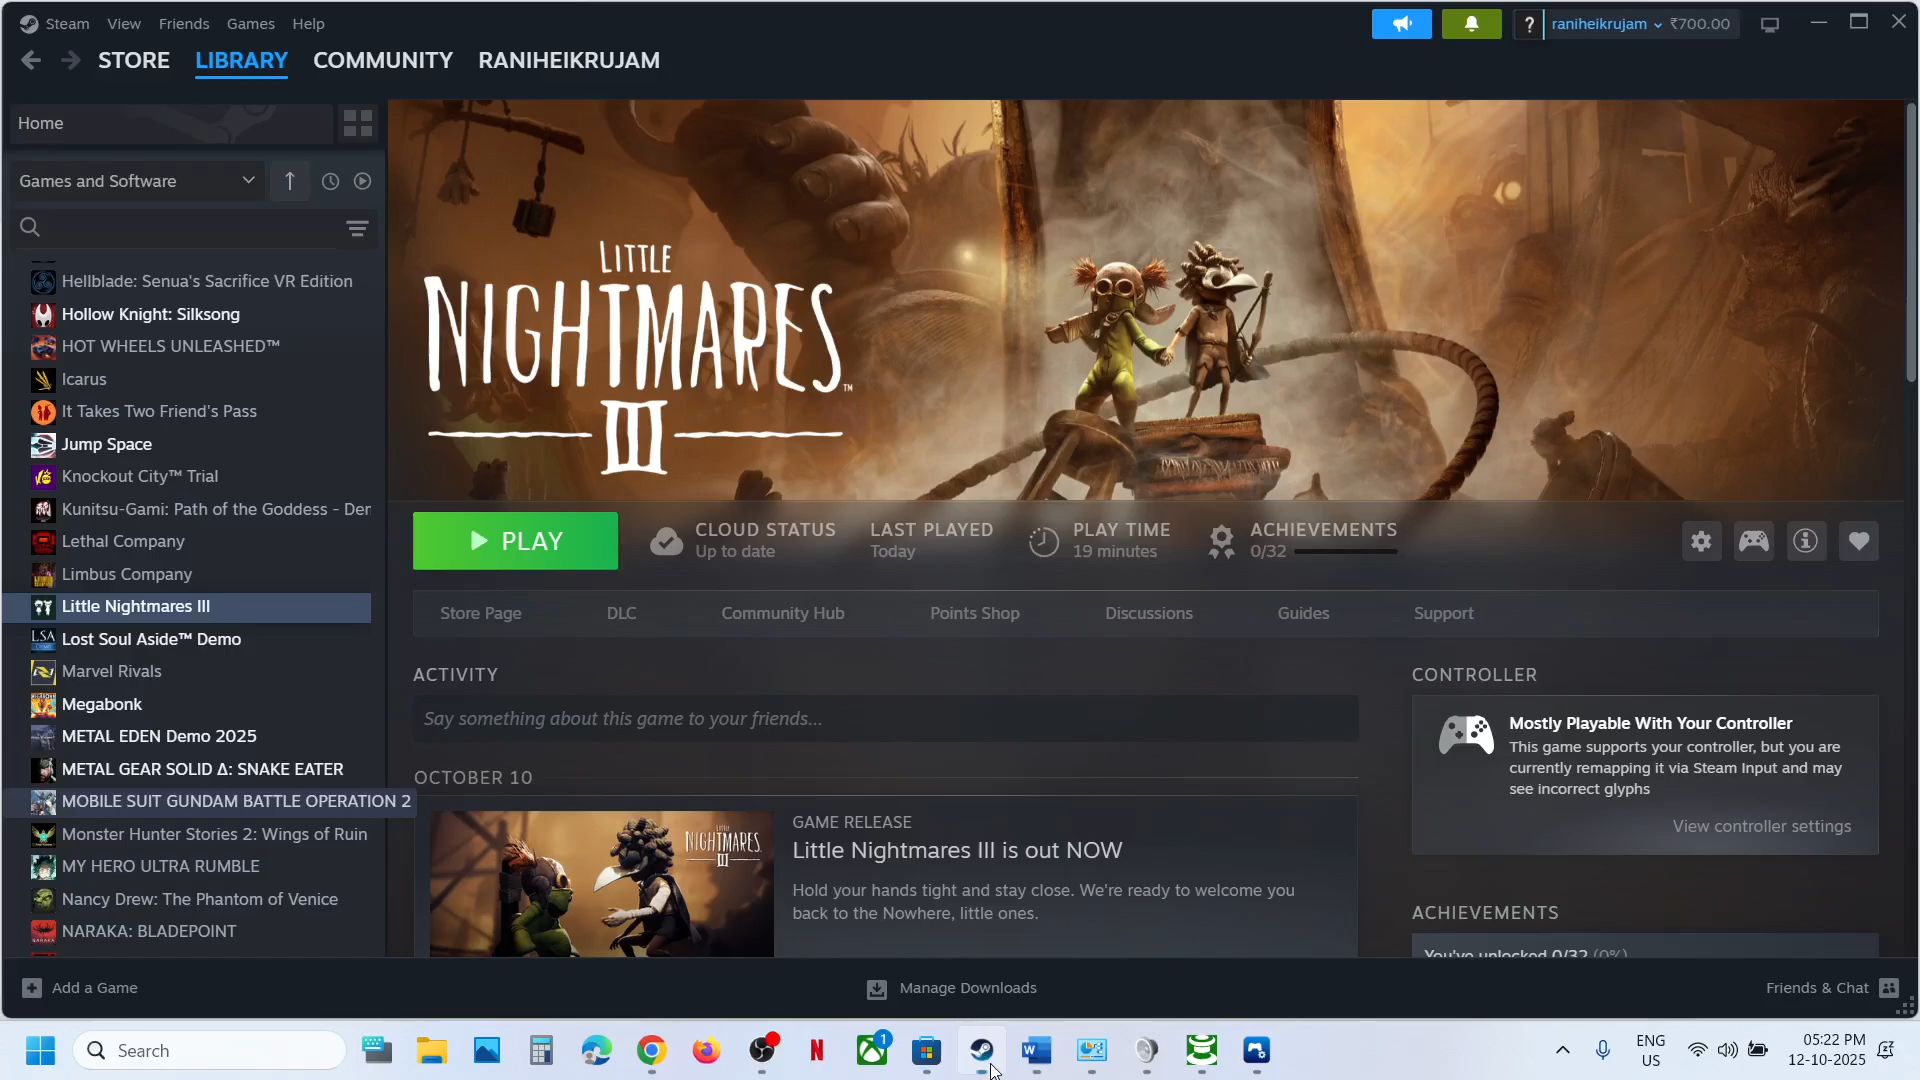 Steam View Friends Games Help
? raniheikrujam ₹700.00
STORE LIBRARY COMMUNITY RANIHEIKRUJAM
Home
Games and Software
Hellblade: Senua's Sacrifice VR Edition
Hollow Knight: Silksong
HOT WHEELS UNLEASHED™
Icarus
It Takes Two Friend's Pass
Jump Space
Knockout City™ Trial
Kunitsu-Gami: Path of the Goddess - Der
Lethal Company
Limbus Company
Little Nightmares III
Lost Soul Aside™ Demo
Marvel Rivals
Megabonk
METAL EDEN Demo 2025
METAL GEAR SOLID Δ: SNAKE EATER
MOBILE SUIT GUNDAM BATTLE OPERATION 2
Monster Hunter Stories 2: Wings of Ruin
MY HERO ULTRA RUMBLE
Nancy Drew: The Phantom of Venice
NARAKA: BLADEPOINT
LITTLE
NIGHTMARES™
III
PLAY
CLOUD STATUS
Up to date
LAST PLAYED
Today
PLAY TIME
19 minutes
ACHIEVEMENTS
0/32
Store Page DLC Community Hub Points Shop Discussions Guides Support
ACTIVITY
Say something about this game to your friends...
OCTOBER 10
LITTLE
NIGHTMARES
III
GAME RELEASE
Little Nightmares III is out NOW
Hold your hands tight and stay close. We're ready to welcome you
back to the Nowhere, little ones.
CONTROLLER
Mostly Playable With Your Controller
This game supports your controller, but you are
currently remapping it via Steam Input and may
see incorrect glyphs
View controller settings
ACHIEVEMENTS
You've unlocked 0/32 (0%)
Add a Game
Manage Downloads
Friends & Chat
Search
1
ENG
US
05:22 PM
12-10-2025